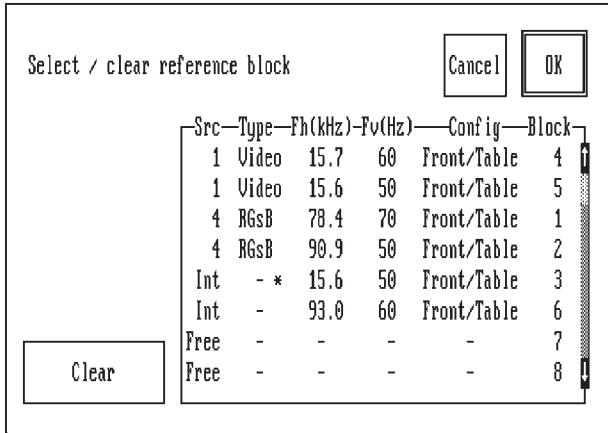 Select / clear reference block
Cancel
OK
Src Type Fh(kHz) Fv(Hz) Config Block
1 Video 15.7 60 Front/Table 4
1 Video 15.6 50 Front/Table 5
4 RGsB 78.4 70 Front/Table 1
4 RGsB 90.9 50 Front/Table 2
Int - * 15.6 50 Front/Table 3
Int - 93.0 60 Front/Table 6
Free - - - - 7
Free - - - - 8
Clear